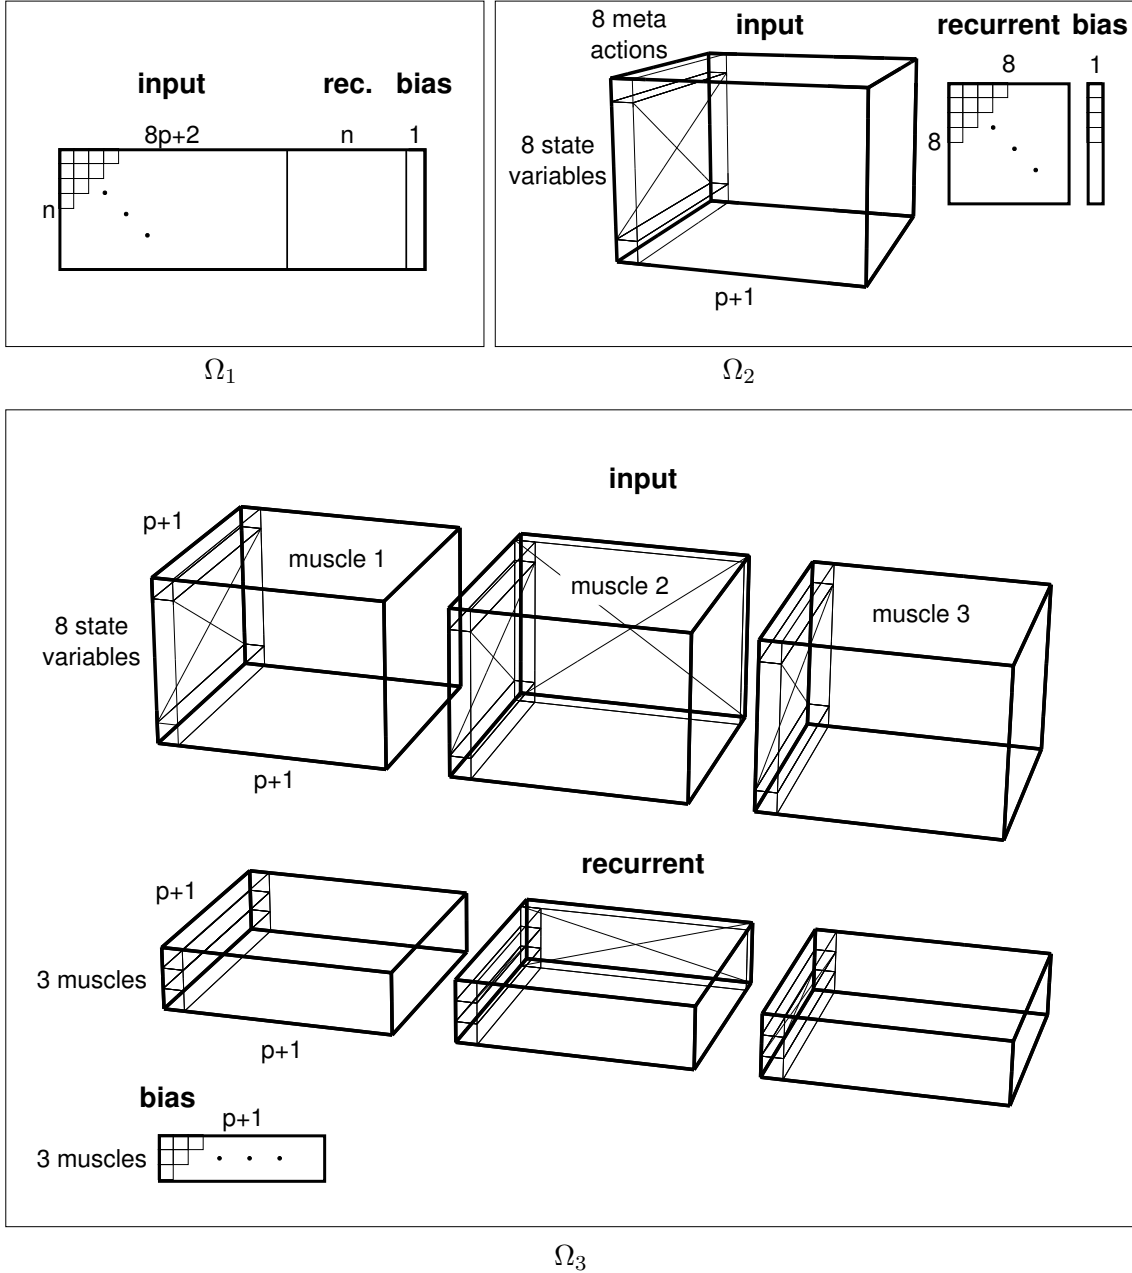 input rec. bias
8p+2 n 1
n
Ω1
8 meta
actions
input recurrent bias
8 1
8 state
variables
8
p+1
Ω2
input
p+1
muscle 1 muscle 2 muscle 3
8 state
variables
p+1
recurrent
p+1
3 muscles
p+1
bias
p+1
3 muscles
Ω3